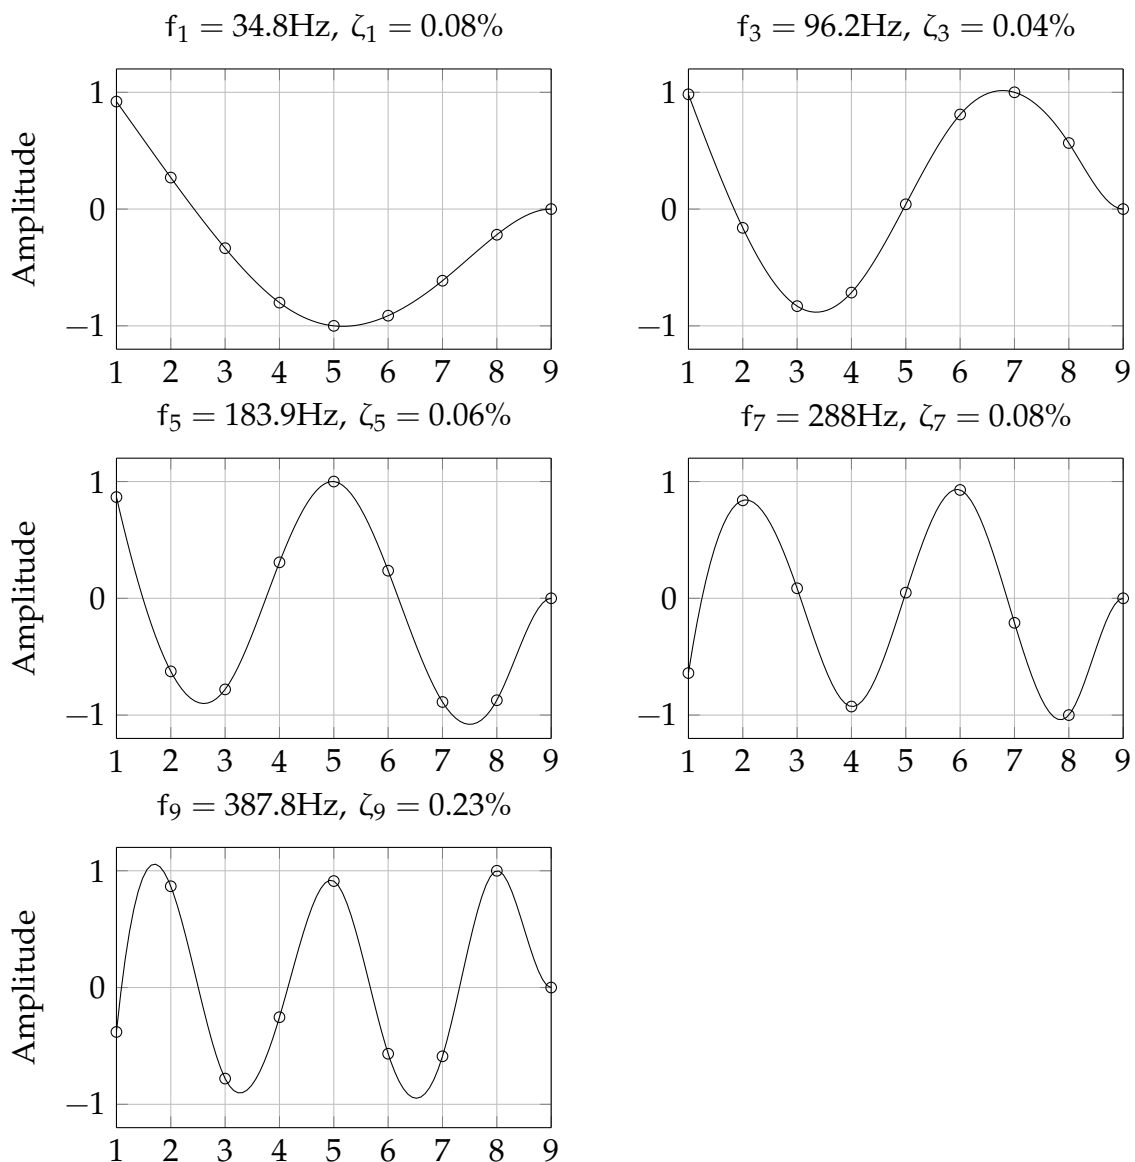 f₁ = 34.8Hz, ζ₁ = 0.08%
f₃ = 96.2Hz, ζ₃ = 0.04%
Amplitude
1
0
−1
1 2 3 4 5 6 7 8 9
1
0
−1
1 2 3 4 5 6 7 8 9
f₅ = 183.9Hz, ζ₅ = 0.06%
f₇ = 288Hz, ζ₇ = 0.08%
Amplitude
1
0
−1
1 2 3 4 5 6 7 8 9
1
0
−1
1 2 3 4 5 6 7 8 9
f₉ = 387.8Hz, ζ₉ = 0.23%
Amplitude
1
0
−1
1 2 3 4 5 6 7 8 9